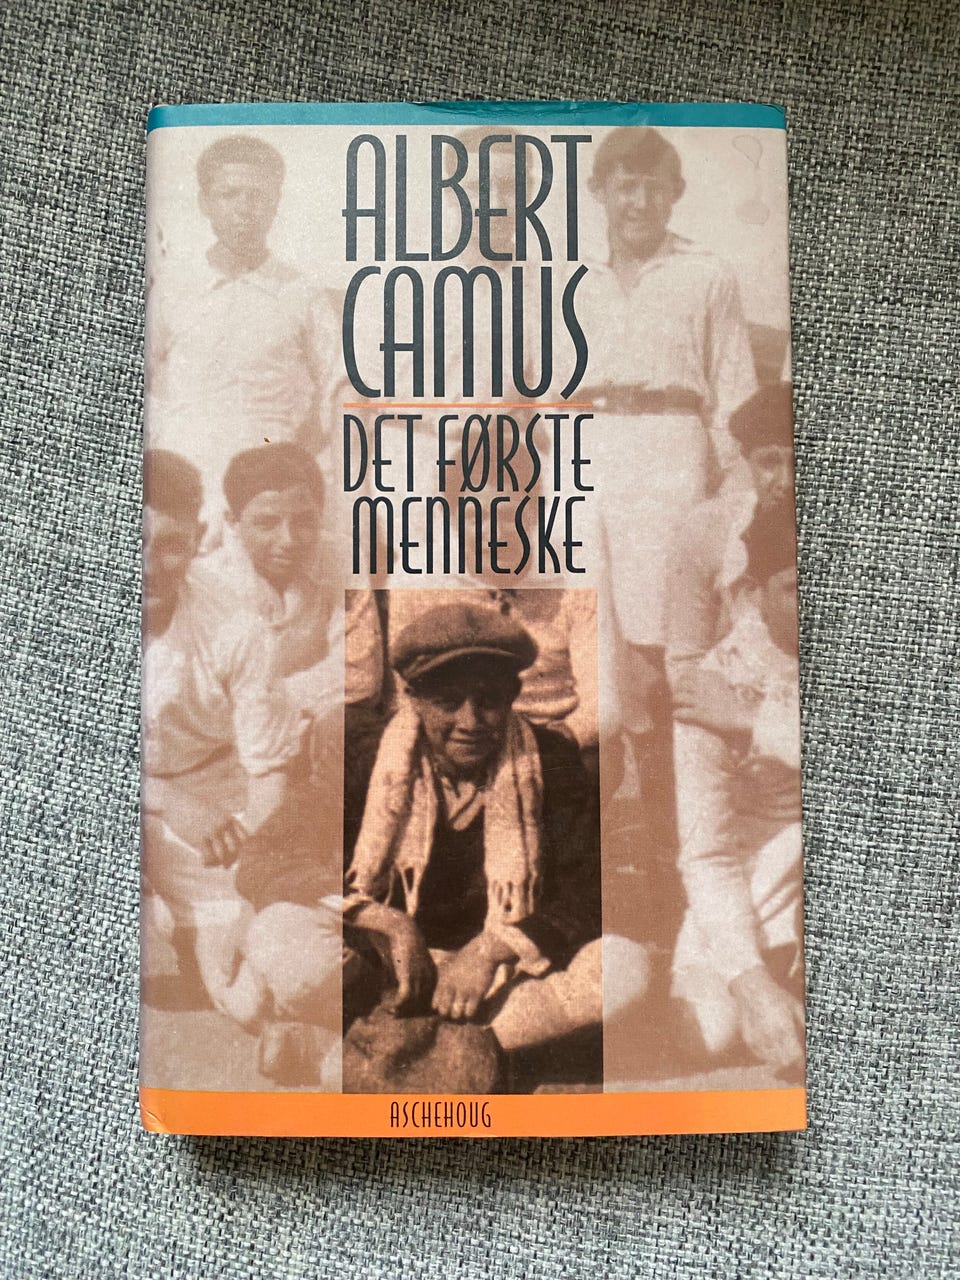 ALBERT
CAMUS
DET FØRSTE
MENNESKE
ASCHEHOUG